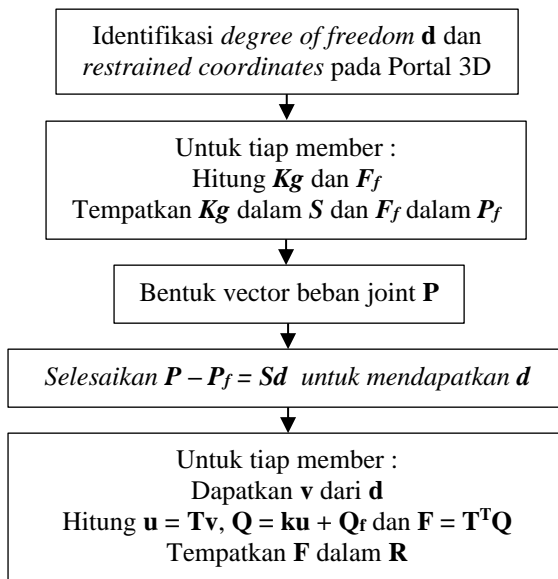 Identifikasi degree of freedom d dan
restrained coordinates pada Portal 3D
Untuk tiap member :
Hitung Kg dan Ff
Tempatkan Kg dalam S dan Ff dalam Pf
Bentuk vector beban joint P
Selesaikan P – Pf = Sd untuk mendapatkan d
Untuk tiap member :
Dapatkan v dari d
Hitung u = Tv, Q = ku + Qf dan F = TᵀQ
Tempatkan F dalam R